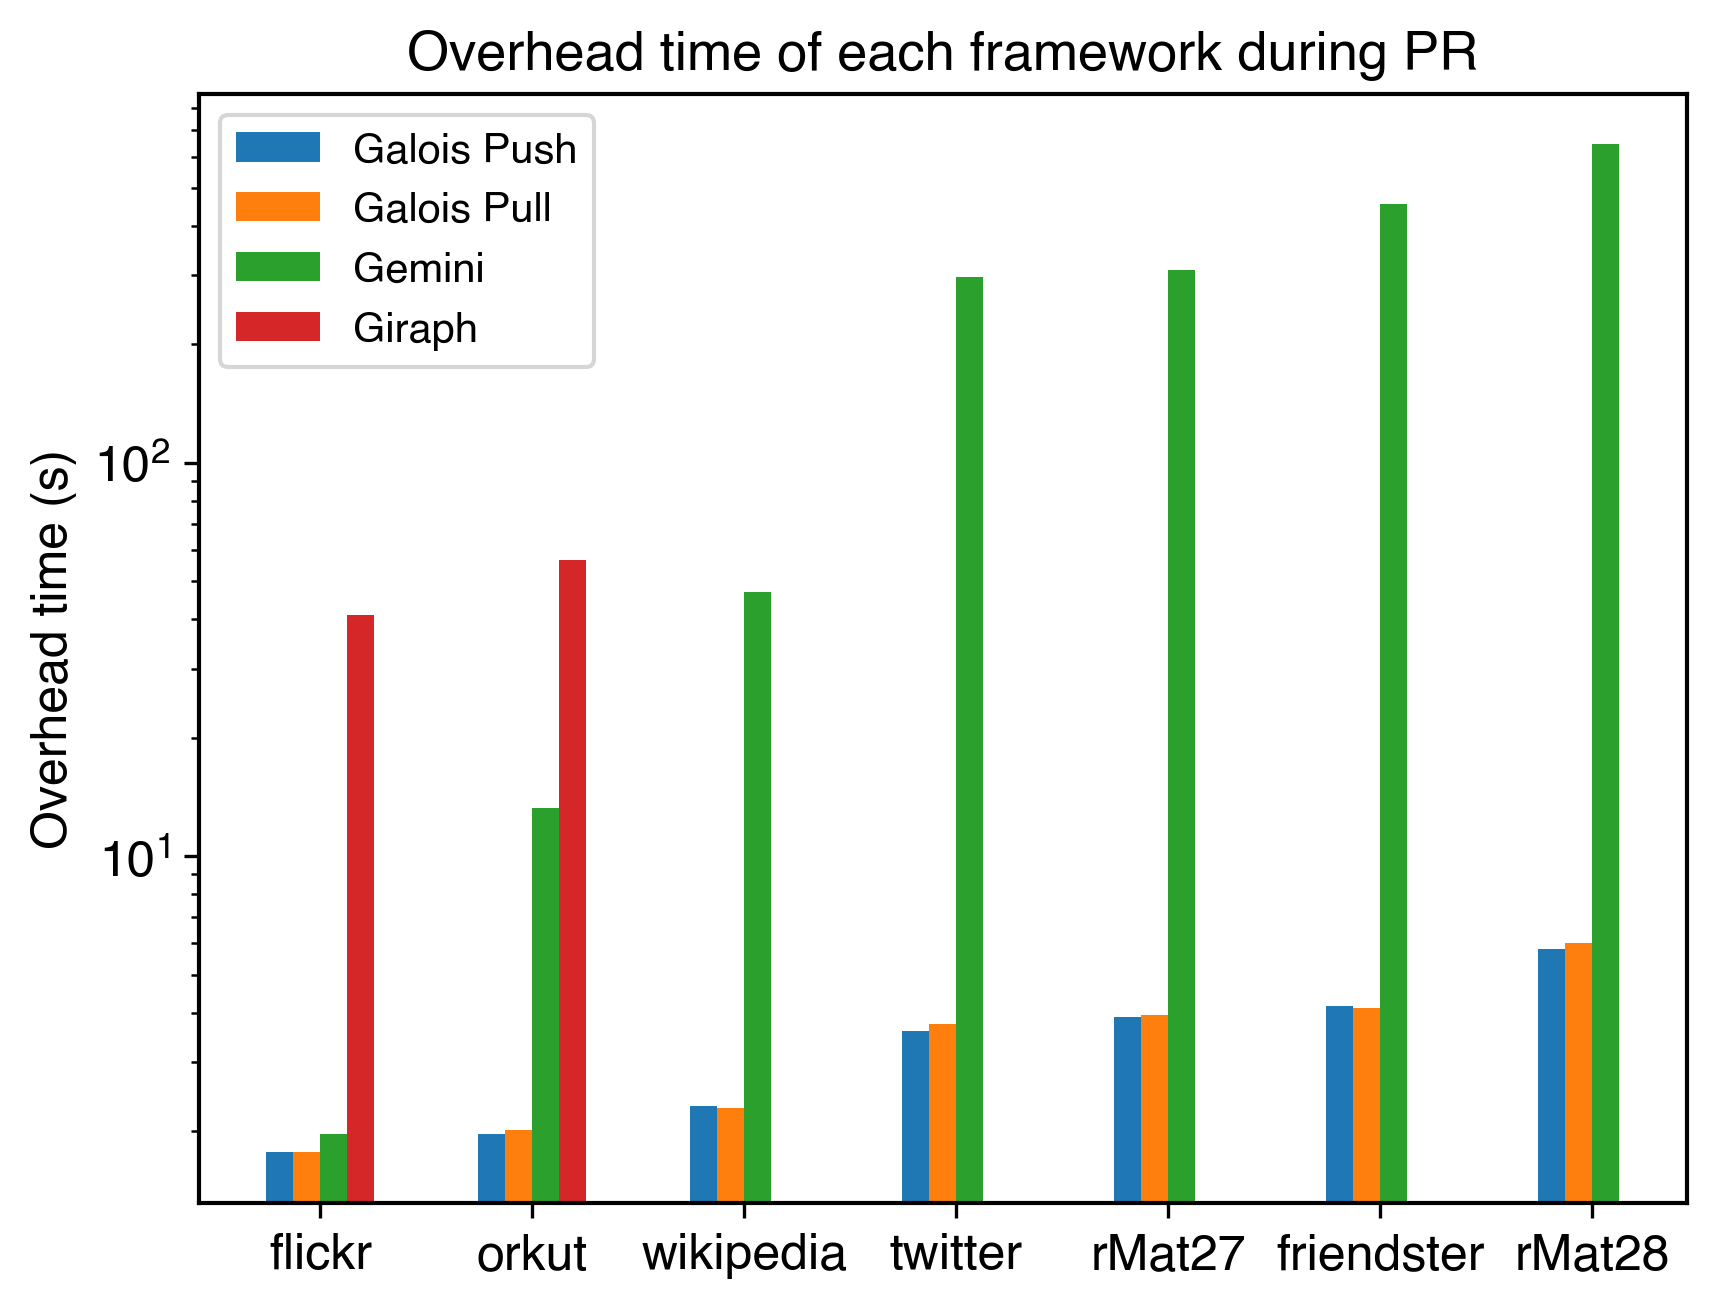 Overhead time of each framework during PR
Galois Push
Galois Pull
Gemini
Giraph
Overhead time (s)
10²
10¹
flickr orkut wikipedia twitter rMat27 friendster rMat28